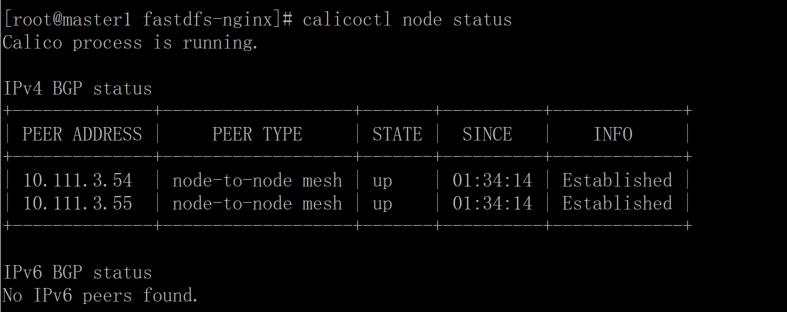 [root@master1 fastdfs-nginx]# calicoctl node status
Calico process is running.
IPv4 BGP status
+--------------+-------------------+-------+----------+-------------+
| PEER ADDRESS |     PEER TYPE     | STATE |  SINCE   |    INFO     |
+--------------+-------------------+-------+----------+-------------+
| 10.111.3.54  | node-to-node mesh | up    | 01:34:14 | Established |
| 10.111.3.55  | node-to-node mesh | up    | 01:34:14 | Established |
+--------------+-------------------+-------+----------+-------------+
IPv6 BGP status
No IPv6 peers found.